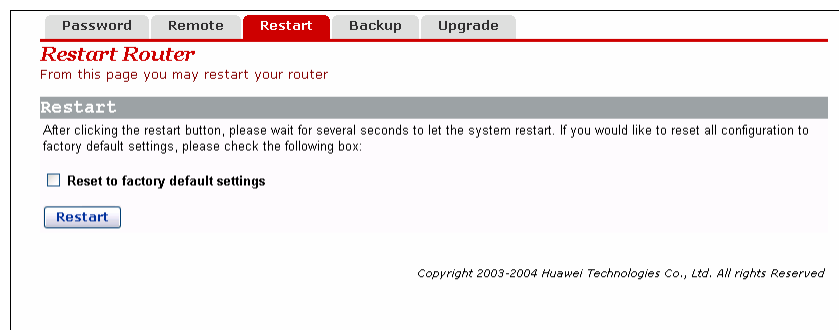 Password Remote Restart Backup Upgrade
Restart Router
From this page you may restart your router
Restart
After clicking the restart button, please wait for several seconds to let the system restart. If you would like to reset all configuration to
factory default settings, please check the following box:
Reset to factory default settings
Restart
Copyright 2003-2004 Huawei Technologies Co., Ltd. All rights Reserved